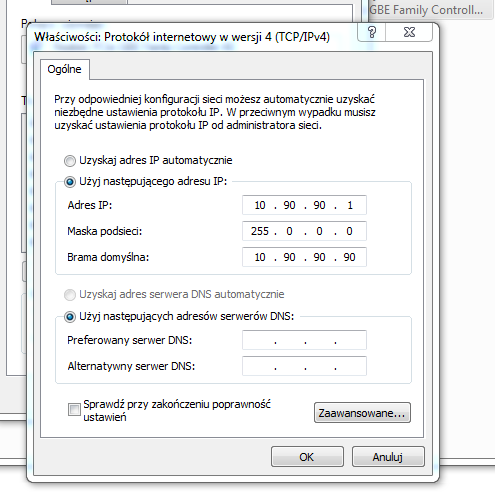 GBE Family Controll...
Właściwości: Protokół internetowy w wersji 4 (TCP/IPv4)
Ogólne
Przy odpowiedniej konfiguracji sieci możesz automatycznie uzyskać
niezbędne ustawienia protokołu IP. W przeciwnym wypadku musisz
uzyskać ustawienia protokołu IP od administratora sieci.
Uzyskaj adres IP automatycznie
Użyj następującego adresu IP:
Adres IP: 10 . 90 . 90 . 1
Maska podsieci: 255 . 0 . 0 . 0
Brama domyślna: 10 . 90 . 90 . 90
Uzyskaj adres serwera DNS automatycznie
Użyj następujących adresów serwerów DNS:
Preferowany serwer DNS: . . .
Alternatywny serwer DNS: . . .
Sprawdź przy zakończeniu poprawność
ustawień
Zaawansowane...
OK Anuluj